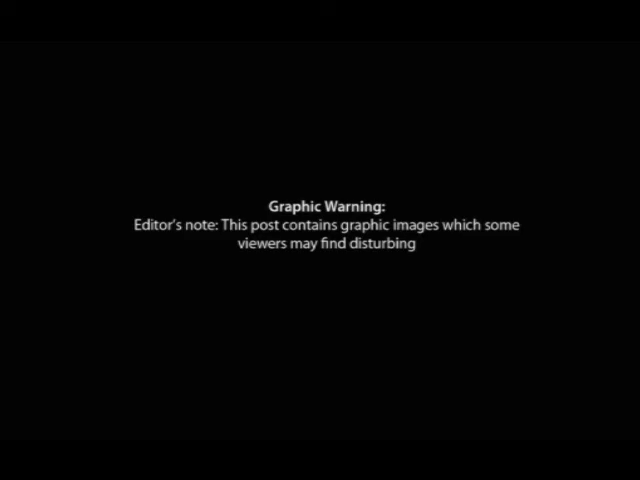 Graphic Warning:
Editor's note: This post contains graphic images which some
viewers may find disturbing